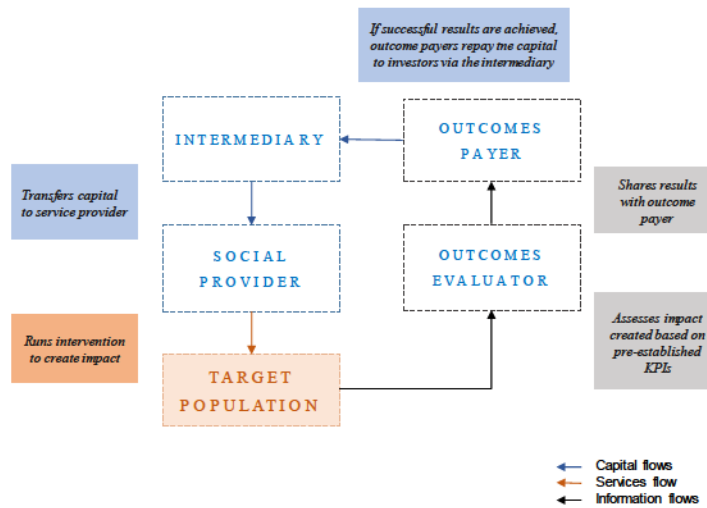 If successful results are achieved,
outcome payers repay the capital
to investors via the intermediary
INTERMEDIARY
OUTCOMES
PAYER
Transfers capital
to service provider
Shares results
with outcome
payer
SOCIAL
PROVIDER
OUTCOMES
EVALUATOR
Runs intervention
to create impact
Assesses impact
created based on
pre-established
KPIs
TARGET
POPULATION
Capital flows
Services flow
Information flows